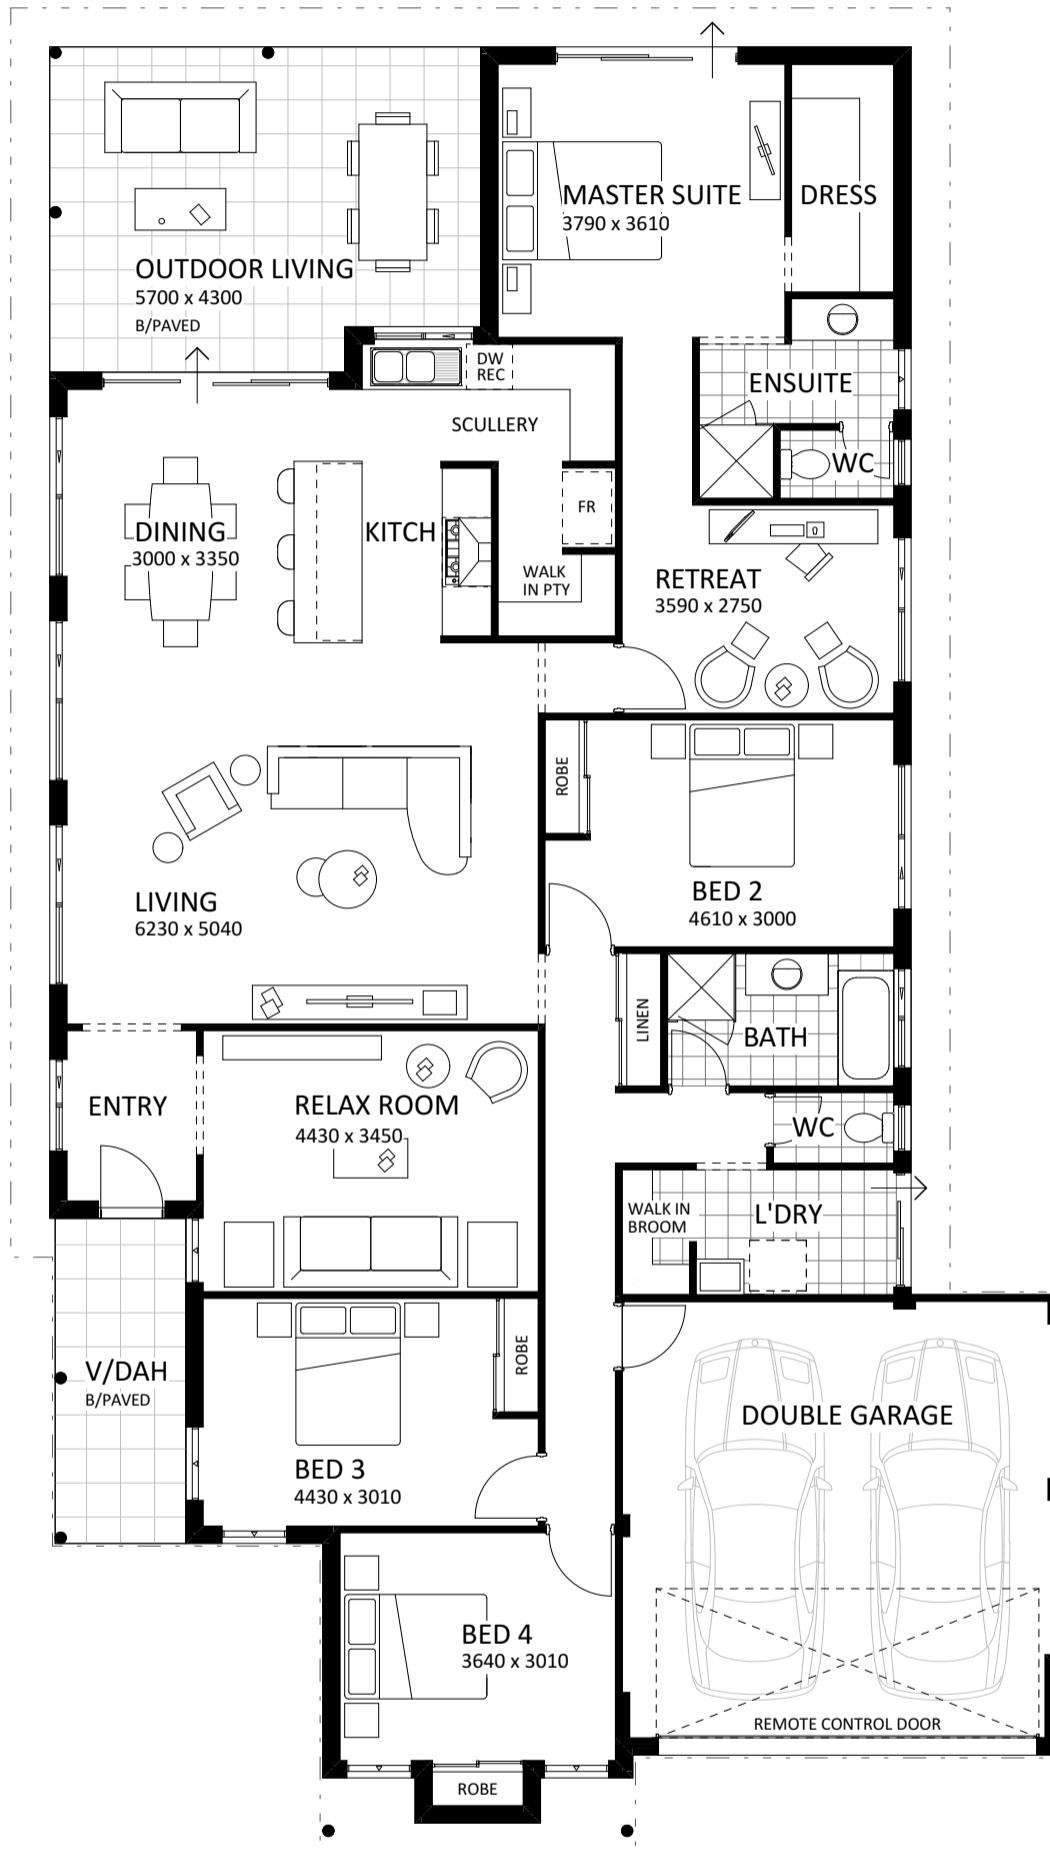 MASTER SUITE
3790 x 3610
DRESS
OUTDOOR LIVING
5700 x 4300
B/PAVED
DW
REC
SCULLERY
ENSUITE
WC
FR
DINING
3000 x 3350
KITCH
WALK
IN PTY
RETREAT
3590 x 2750
ROBE
BED 2
4610 x 3000
LIVING
6230 x 5040
LINEN
BATH
ENTRY
RELAX ROOM
4430 x 3450
WC
WALK IN
BROOM
L'DRY
V/DAH
B/PAVED
ROBE
DOUBLE GARAGE
BED 3
4430 x 3010
BED 4
3640 x 3010
REMOTE CONTROL DOOR
ROBE